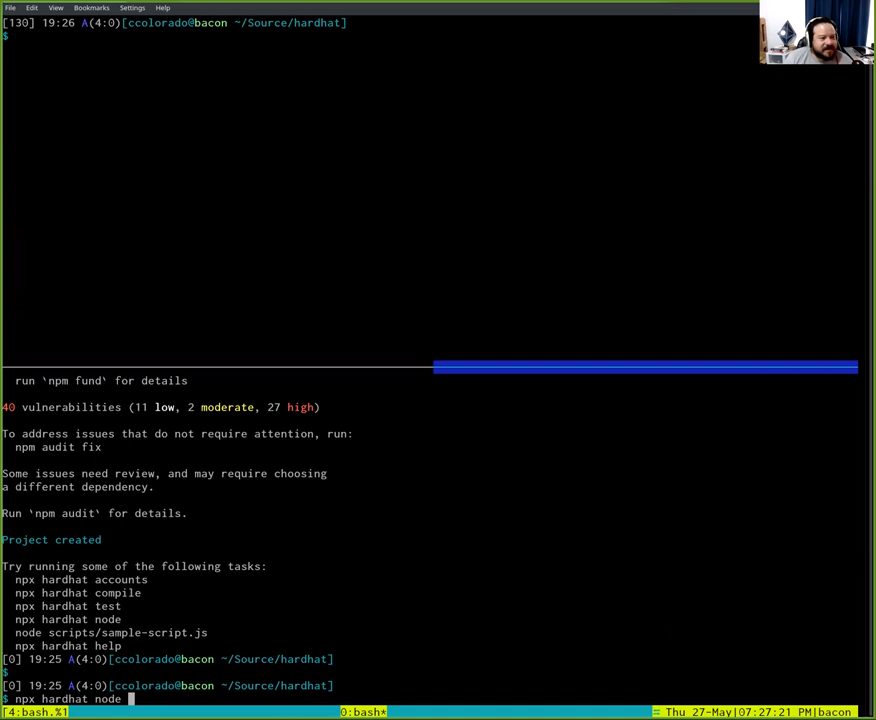 File Edit View Bookmarks Settings Help
[130] 19:26 A(4:0)[ccolorado@bacon ~/Source/hardhat]
$
run `npm fund` for details
40 vulnerabilities (11 low, 2 moderate, 27 high)
To address issues that do not require attention, run:
npm audit fix
Some issues need review, and may require choosing
a different dependency.
Run `npm audit` for details.
Project created
Try running some of the following tasks:
npx hardhat accounts
npx hardhat compile
npx hardhat test
npx hardhat node
node scripts/sample-script.js
npx hardhat help
[0] 19:25 A(4:0)[ccolorado@bacon ~/Source/hardhat]
$
[0] 19:25 A(4:0)[ccolorado@bacon ~/Source/hardhat]
$ npx hardhat node
[4:bash.%1 0:bash* = Thu 27-May|07:27:21 PM|bacon